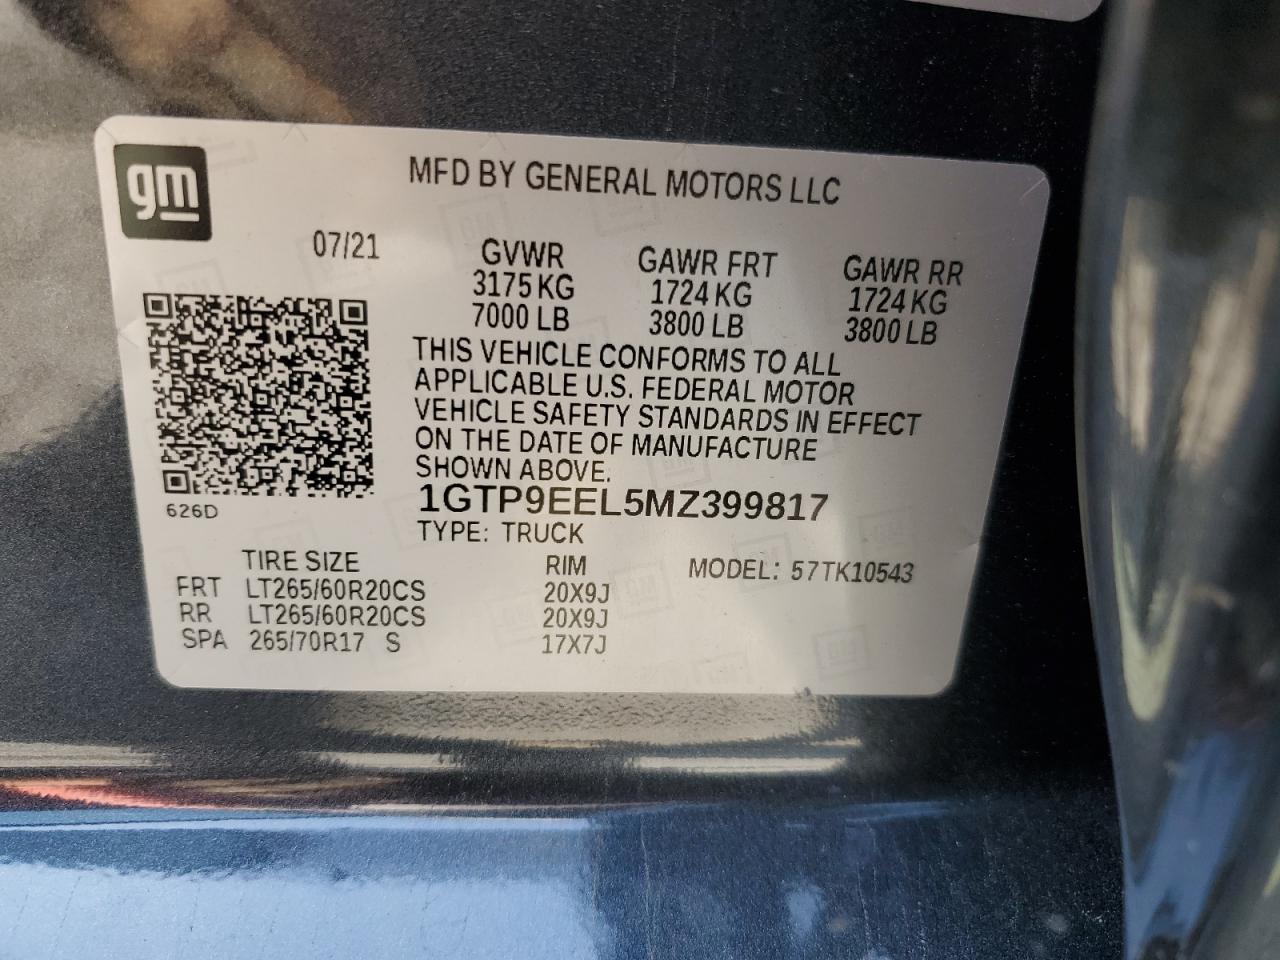 gm
MFD BY GENERAL MOTORS LLC
07/21
GVWR GAWR FRT GAWR RR
3175 KG 1724 KG 1724 KG
7000 LB 3800 LB 3800 LB
THIS VEHICLE CONFORMS TO ALL
APPLICABLE U.S. FEDERAL MOTOR
VEHICLE SAFETY STANDARDS IN EFFECT
ON THE DATE OF MANUFACTURE
SHOWN ABOVE.
626D
1GTP9EEL5MZ399817
TYPE: TRUCK
TIRE SIZE RIM MODEL: 57TK10543
FRT LT265/60R20CS 20X9J
RR LT265/60R20CS 20X9J
SPA 265/70R17 S 17X7J